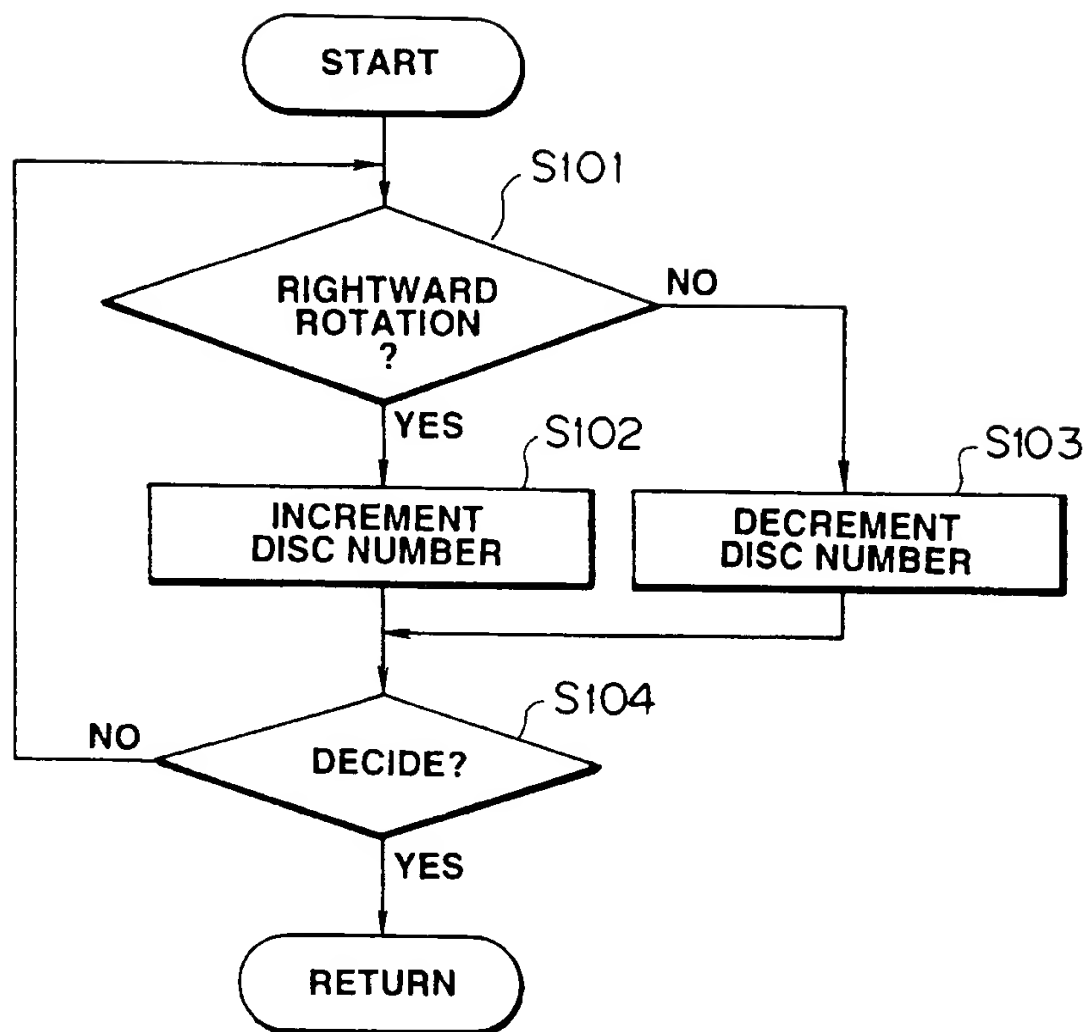 START
S101
RIGHTWARD
ROTATION
?
NO
YES
S102
S103
INCREMENT
DISC NUMBER
DECREMENT
DISC NUMBER
S104
NO
DECIDE?
YES
RETURN